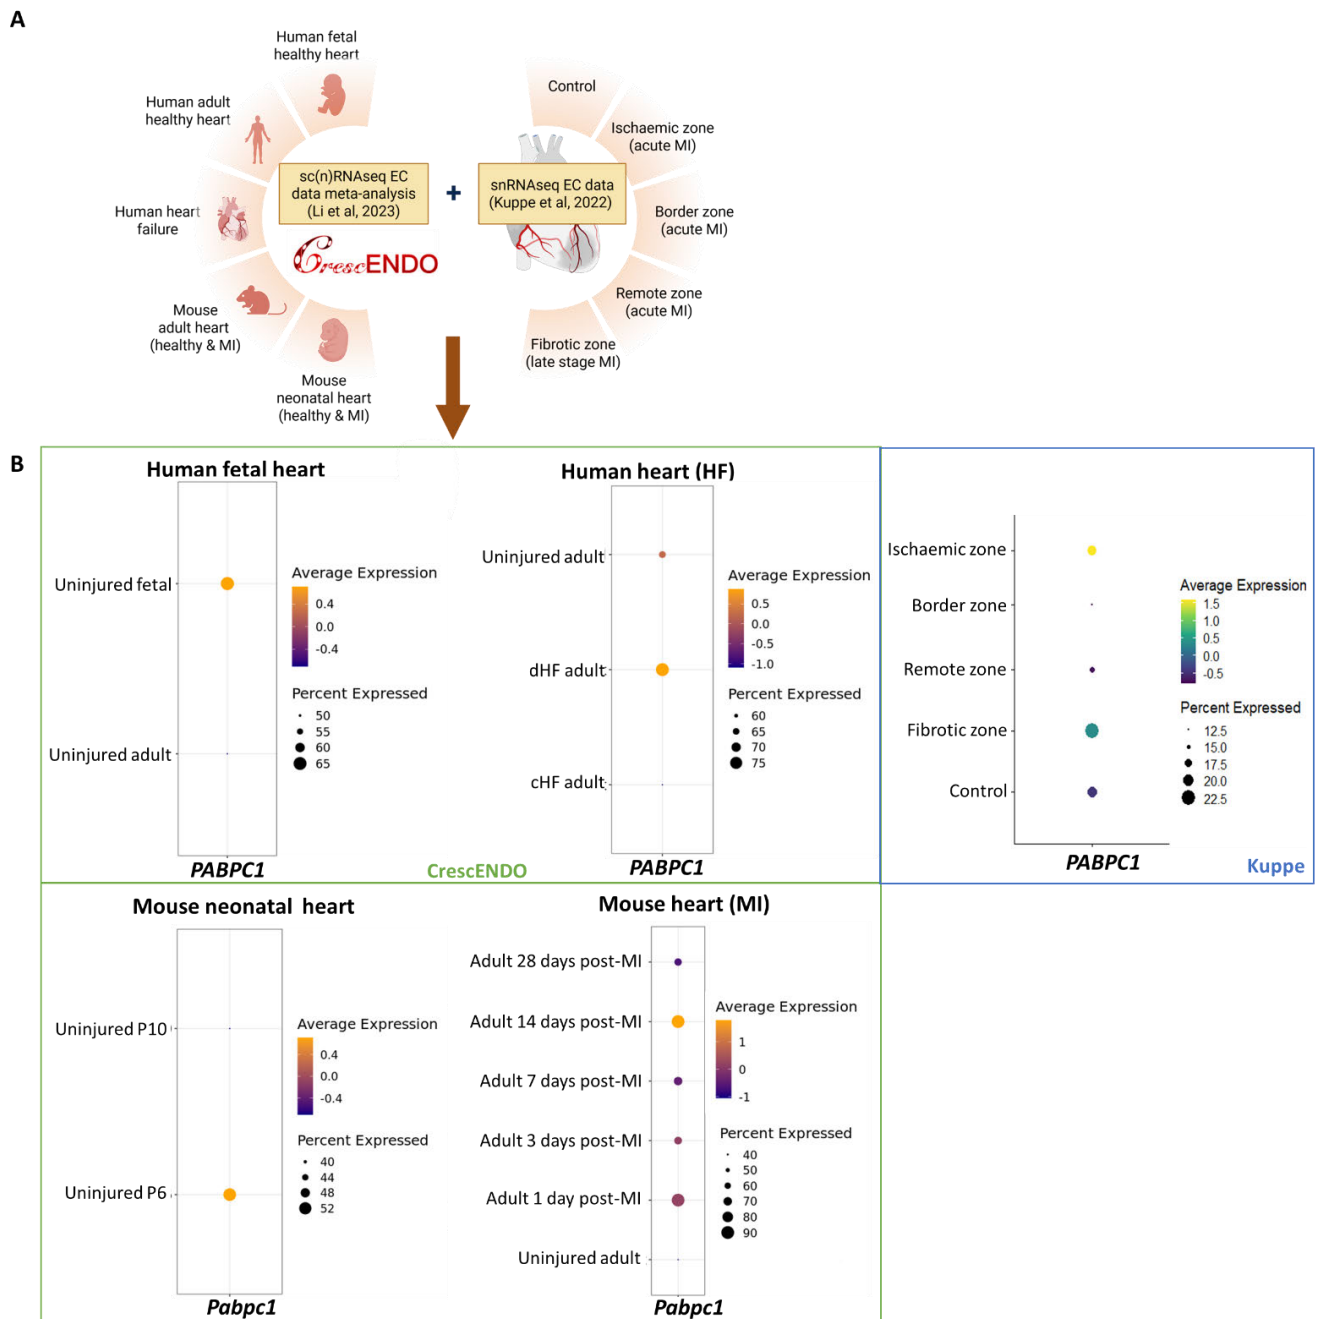 A
Human fetal
healthy heart
Human adult
healthy heart
Human heart
failure
Mouse
adult heart
(healthy & MI)
Mouse
neonatal heart
(healthy & MI)
sc(n)RNAseq EC
data meta-analysis
(Li et al, 2023)
CrescENDO
+
snRNAseq EC data
(Kuppe et al, 2022)
Control
Ischaemic zone
(acute MI)
Border zone
(acute MI)
Remote zone
(acute MI)
Fibrotic zone
(late stage MI)
B
Human fetal heart
Uninjured fetal
Uninjured adult
PABPC1
Average Expression
0.4
0.0
-0.4
Percent Expressed
50
55
60
65
Human heart (HF)
Uninjured adult
dHF adult
cHF adult
PABPC1
Average Expression
0.5
0.0
-0.5
-1.0
Percent Expressed
60
65
70
75
CrescENDO
Ischaemic zone
Border zone
Remote zone
Fibrotic zone
Control
PABPC1
Average Expression
1.5
1.0
0.5
0.0
-0.5
Percent Expressed
12.5
15.0
17.5
20.0
22.5
Kuppe
Mouse neonatal heart
Uninjured P10
Uninjured P6
Pabpc1
Average Expression
0.4
0.0
-0.4
Percent Expressed
40
44
48
52
Mouse heart (MI)
Adult 28 days post-MI
Adult 14 days post-MI
Adult 7 days post-MI
Adult 3 days post-MI
Adult 1 day post-MI
Uninjured adult
Pabpc1
Average Expression
1
0
-1
Percent Expressed
40
50
60
70
80
90